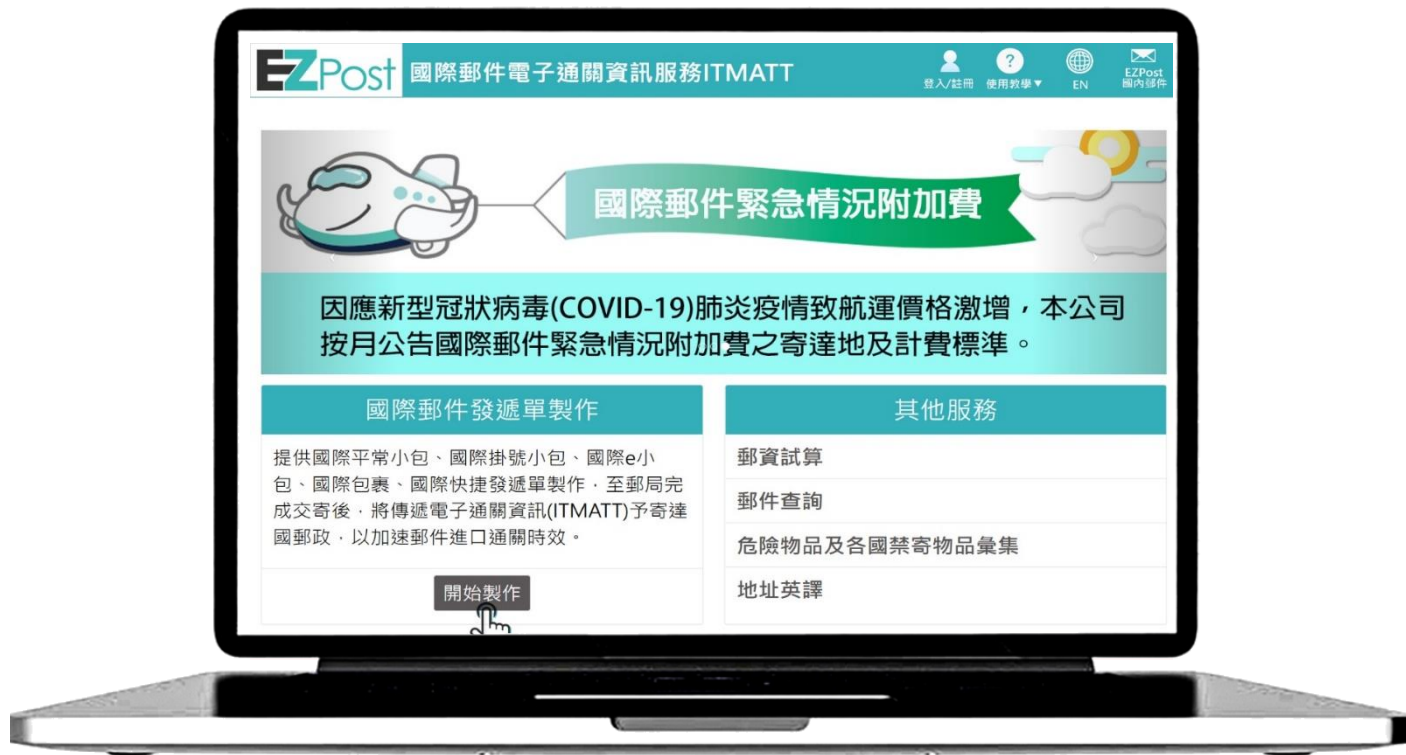 EZPost 國際郵件電子通關資訊服務ITMATT
登入/註冊
使用教學▼
EN
EZPost
國內郵件
國際郵件緊急情況附加費
因應新型冠狀病毒(COVID-19)肺炎疫情致航運價格激增，本公司
按月公告國際郵件緊急情況附加費之寄達地及計費標準。
國際郵件發遞單製作
提供國際平常小包、國際掛號小包、國際e小
包、國際包裹、國際快捷發遞單製作，至郵局完
成交寄後，將傳遞電子通關資訊(ITMATT)予寄達
國郵政，以加速郵件進口通關時效。
開始製作
其他服務
郵資試算
郵件查詢
危險物品及各國禁寄物品彙集
地址英譯